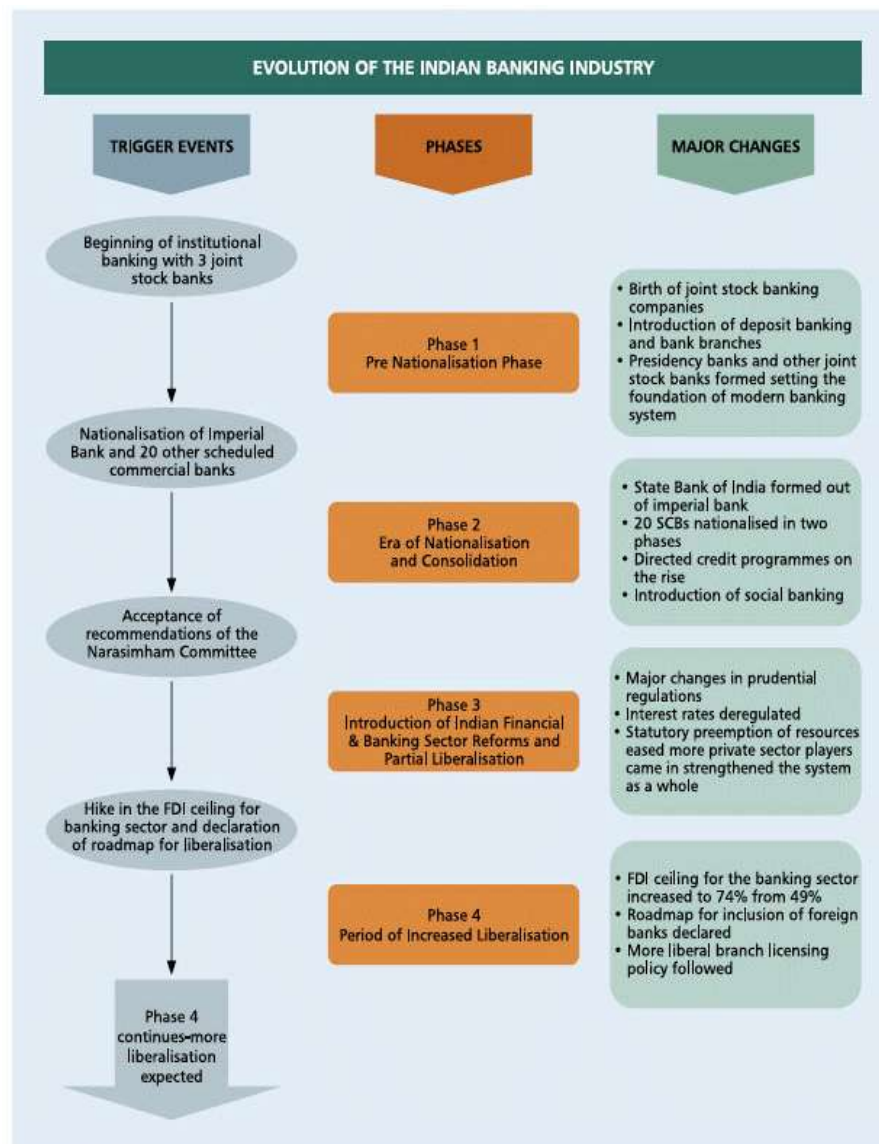 EVOLUTION OF THE INDIAN BANKING INDUSTRY
TRIGGER EVENTS
PHASES
MAJOR CHANGES
Beginning of institutional
banking with 3 joint
stock banks
Phase 1
Pre Nationalisation Phase
• Birth of joint stock banking
companies
• Introduction of deposit banking
and bank branches
• Presidency banks and other joint
stock banks formed setting the
foundation of modern banking
system
Nationalisation of Imperial
Bank and 20 other scheduled
commercial banks
Phase 2
Era of Nationalisation
and Consolidation
• State Bank of India formed out
of imperial bank
• 20 SCBs nationalised in two
phases
• Directed credit programmes on
the rise
• Introduction of social banking
Acceptance of
recommendations of the
Narasimham Committee
Phase 3
Introduction of Indian Financial
& Banking Sector Reforms and
Partial Liberalisation
• Major changes in prudential
regulations
• Interest rates deregulated
• Statutory preemption of resources
eased more private sector players
came in strengthened the system
as a whole
Hike in the FDI ceiling for
banking sector and declaration
of roadmap for liberalisation
Phase 4
Period of Increased Liberalisation
• FDI ceiling for the banking sector
increased to 74% from 49%
• Roadmap for inclusion of foreign
banks declared
• More liberal branch licensing
policy followed
Phase 4
continues-more
liberalisation
expected